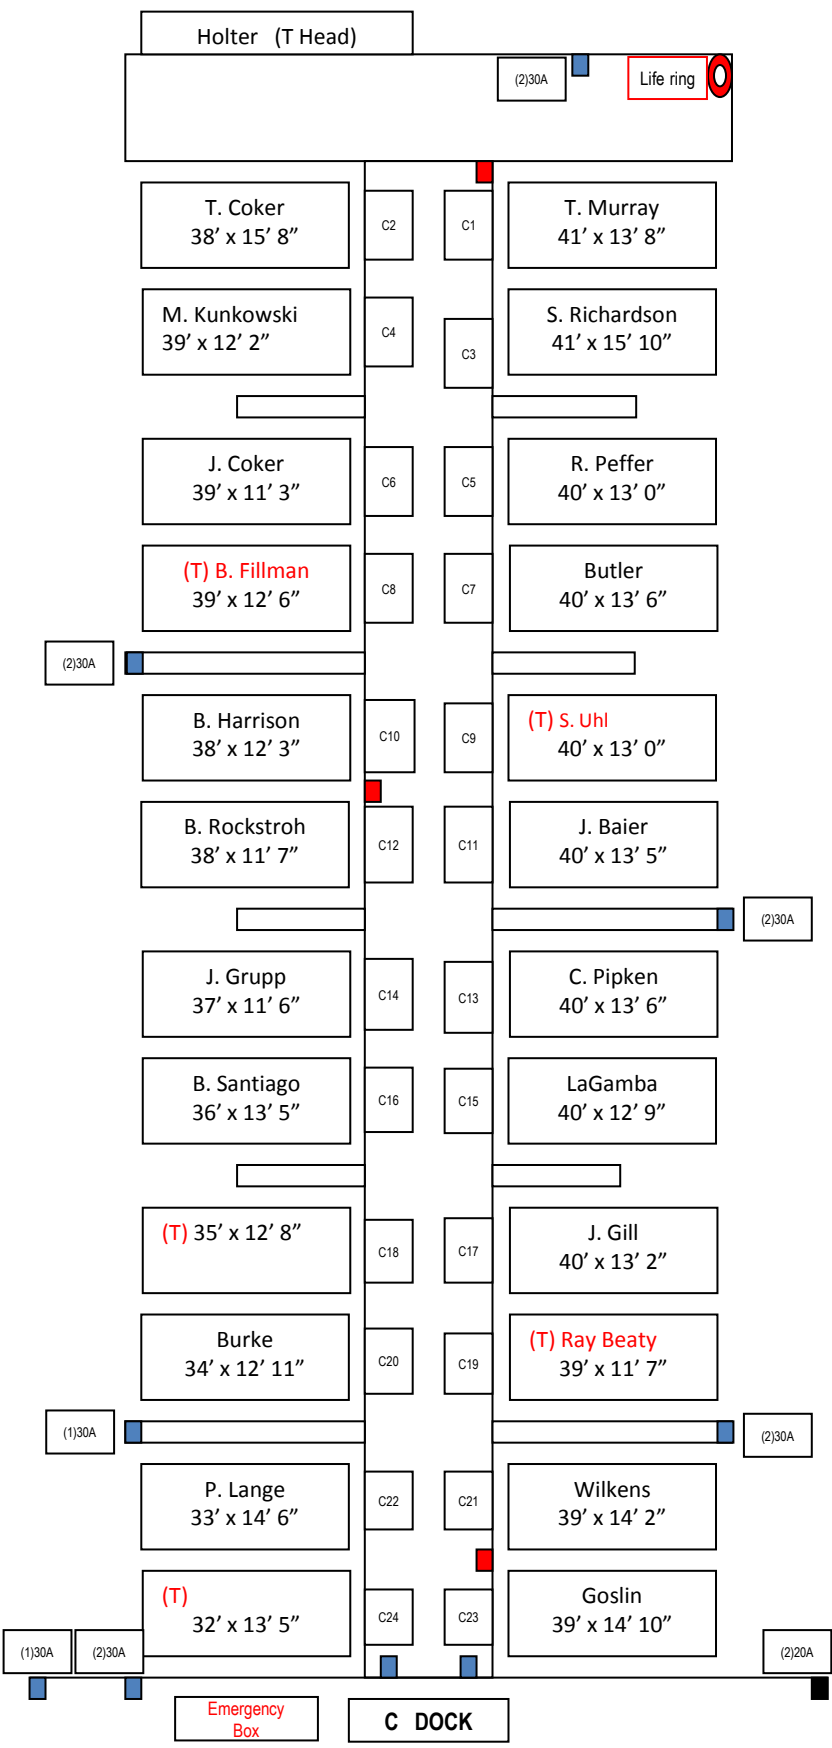 Holter (T Head)
(2)30A
Life ring
T. Coker
38’ x 15’ 8”
C2
C1
T. Murray
41’ x 13’ 8”
M. Kunkowski
39’ x 12’ 2”
C4
C3
S. Richardson
41’ x 15’ 10”
J. Coker
39’ x 11’ 3”
C6
C5
R. Peffer
40’ x 13’ 0”
(T) B. Fillman
39’ x 12’ 6”
C8
C7
Butler
40’ x 13’ 6”
(2)30A
B. Harrison
38’ x 12’ 3”
C10
C9
(T) S. Uhl
40’ x 13’ 0”
B. Rockstroh
38’ x 11’ 7”
C12
C11
J. Baier
40’ x 13’ 5”
(2)30A
J. Grupp
37’ x 11’ 6”
C14
C13
C. Pipken
40’ x 13’ 6”
B. Santiago
36’ x 13’ 5”
C16
C15
LaGamba
40’ x 12’ 9”
(T) 35’ x 12’ 8”
C18
C17
J. Gill
40’ x 13’ 2”
Burke
34’ x 12’ 11”
C20
C19
(T) Ray Beaty
39’ x 11’ 7”
(1)30A
(2)30A
P. Lange
33’ x 14’ 6”
C22
C21
Wilkens
39’ x 14’ 2”
(T)
32’ x 13’ 5”
C24
C23
Goslin
39’ x 14’ 10”
(1)30A
(2)30A
(2)20A
Emergency
Box
C DOCK